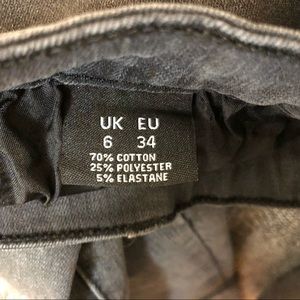 UK EU
6 34
70% COTTON
25% POLYESTER
5% ELASTANE